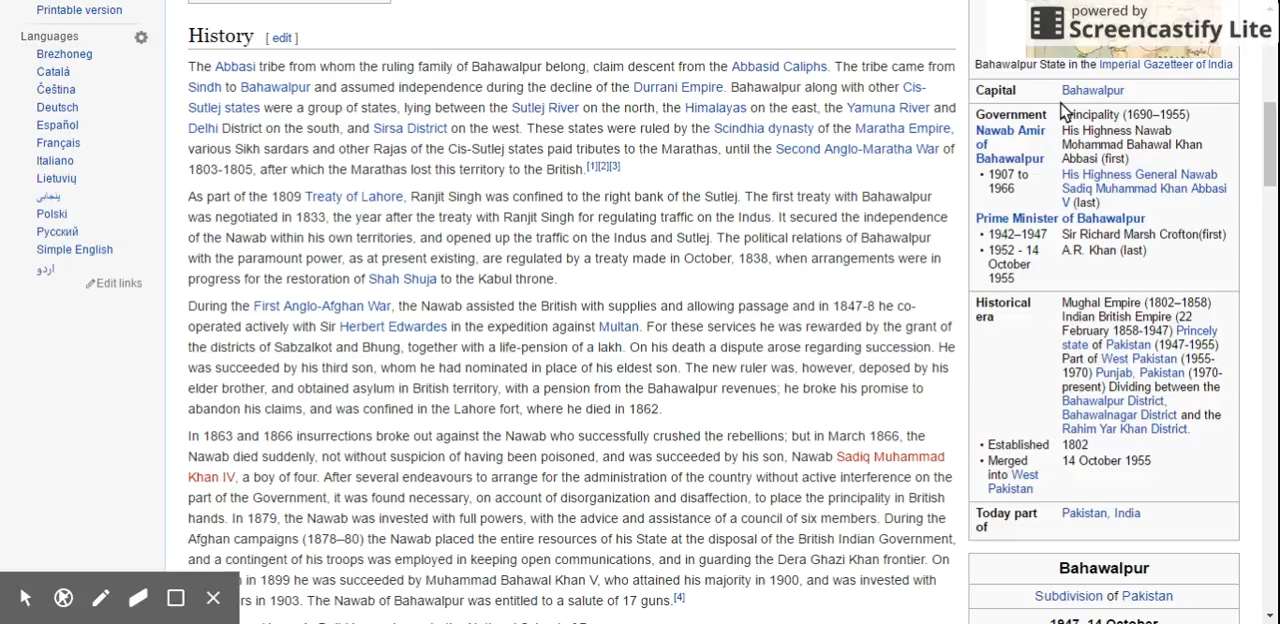 Printable version
Languages
Brezhoneg
Català
Čeština
Deutsch
Español
Français
Italiano
Lietuvių
پنجابی
Polski
Русский
Simple English
اردو
Edit links
History [ edit ]
The Abbasi tribe from whom the ruling family of Bahawalpur belong, claim descent from the Abbasid Caliphs. The tribe came from
Sindh to Bahawalpur and assumed independence during the decline of the Durrani Empire. Bahawalpur along with other Cis-
Sutlej states were a group of states, lying between the Sutlej River on the north, the Himalayas on the east, the Yamuna River and
Delhi District on the south, and Sirsa District on the west. These states were ruled by the Scindhia dynasty of the Maratha Empire,
various Sikh sardars and other Rajas of the Cis-Sutlej states paid tributes to the Marathas, until the Second Anglo-Maratha War of
1803-1805, after which the Marathas lost this territory to the British.[1][2][3]
As part of the 1809 Treaty of Lahore, Ranjit Singh was confined to the right bank of the Sutlej. The first treaty with Bahawalpur
was negotiated in 1833, the year after the treaty with Ranjit Singh for regulating traffic on the Indus. It secured the independence
of the Nawab within his own territories, and opened up the traffic on the Indus and Sutlej. The political relations of Bahawalpur
with the paramount power, as at present existing, are regulated by a treaty made in October, 1838, when arrangements were in
progress for the restoration of Shah Shuja to the Kabul throne.
During the First Anglo-Afghan War, the Nawab assisted the British with supplies and allowing passage and in 1847-8 he co-
operated actively with Sir Herbert Edwardes in the expedition against Multan. For these services he was rewarded by the grant of
the districts of Sabzalkot and Bhung, together with a life-pension of a lakh. On his death a dispute arose regarding succession. He
was succeeded by his third son, whom he had nominated in place of his eldest son. The new ruler was, however, deposed by his
elder brother, and obtained asylum in British territory, with a pension from the Bahawalpur revenues; he broke his promise to
abandon his claims, and was confined in the Lahore fort, where he died in 1862.
In 1863 and 1866 insurrections broke out against the Nawab who successfully crushed the rebellions; but in March 1866, the
Nawab died suddenly, not without suspicion of having been poisoned, and was succeeded by his son, Nawab Sadiq Muhammad
Khan IV, a boy of four. After several endeavours to arrange for the administration of the country without active interference on the
part of the Government, it was found necessary, on account of disorganization and disaffection, to place the principality in British
hands. In 1879, the Nawab was invested with full powers, with the advice and assistance of a council of six members. During the
Afghan campaigns (1878–80) the Nawab placed the entire resources of his State at the disposal of the British Indian Government,
and a contingent of his troops was employed in keeping open communications, and in guarding the Dera Ghazi Khan frontier. On
in 1899 he was succeeded by Muhammad Bahawal Khan V, who attained his majority in 1900, and was invested with
rs in 1903. The Nawab of Bahawalpur was entitled to a salute of 17 guns.[4]
powered by
Screencastify Lite
Bahawalpur State in the Imperial Gazetteer of India
Capital Bahawalpur
Government Principality (1690–1955)
Nawab Amir of Bahawalpur His Highness Nawab
Mohammad Bahawal Khan
Abbasi (first)
• 1907 to 1966 His Highness General Nawab
Sadiq Muhammad Khan Abbasi
V (last)
Prime Minister of Bahawalpur
• 1942–1947 Sir Richard Marsh Crofton(first)
• 1952 - 14 October 1955 A.R. Khan (last)
Historical era Mughal Empire (1802–1858)
Indian British Empire (22
February 1858-1947) Princely
state of Pakistan (1947-1955)
Part of West Pakistan (1955-
1970) Punjab, Pakistan (1970-
present) Dividing between the
Bahawalpur District,
Bahawalnagar District and the
Rahim Yar Khan District.
• Established 1802
• Merged into West Pakistan 14 October 1955
Today part of Pakistan, India
Bahawalpur
Subdivision of Pakistan
1947–14 October